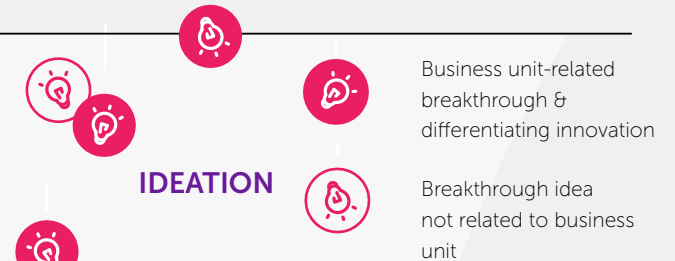 Business unit-related
breakthrough &
differentiating innovation
IDEATION
Breakthrough idea
not related to business
unit